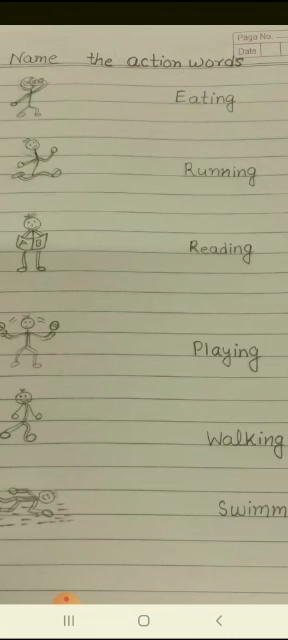 Page No.
Date
Name the action words
Eating
Running
Reading
A B
Playing
Walking
Swimm